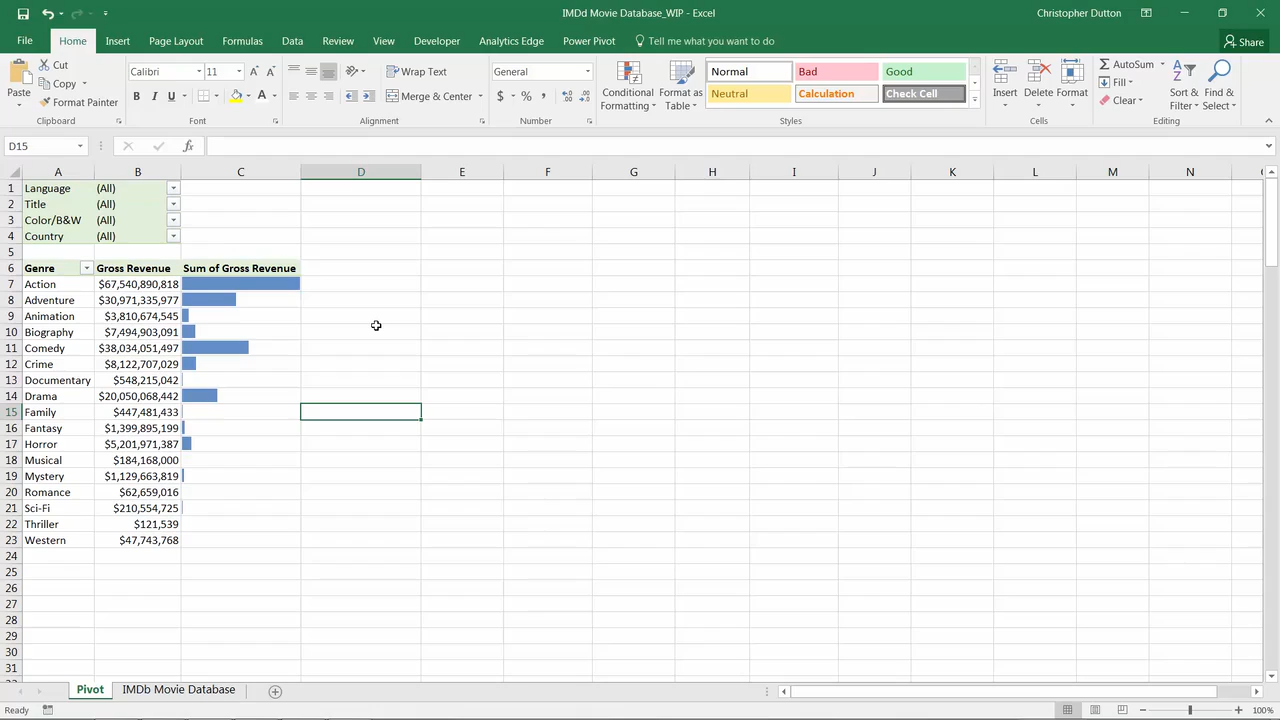 IMDd Movie Database_WIP - Excel
Christopher Dutton
File Home Insert Page Layout Formulas Data Review View Developer Analytics Edge Power Pivot Tell me what you want to do Share
Paste
Cut
Copy
Format Painter
Clipboard
Calibri 11
B I U
Font
Wrap Text
Merge & Center
Alignment
General
$ % ,
Number
Conditional Formatting
Format as Table
Normal Bad Good
Neutral Calculation Check Cell
Styles
Insert Delete Format
Cells
AutoSum
Fill
Clear
Sort & Filter
Find & Select
Editing
D15 fx
A B C D E F G H I J K L M N
1 Language (All)
2 Title (All)
3 Color/B&W (All)
4 Country (All)
5
6 Genre Gross Revenue Sum of Gross Revenue
7 Action $67,540,890,818
8 Adventure $30,971,335,977
9 Animation $3,810,674,545
10 Biography $7,494,903,091
11 Comedy $38,034,051,497
12 Crime $8,122,707,029
13 Documentary $548,215,042
14 Drama $20,050,068,442
15 Family $447,481,433
16 Fantasy $1,399,895,199
17 Horror $5,201,971,387
18 Musical $184,168,000
19 Mystery $1,129,663,819
20 Romance $62,659,016
21 Sci-Fi $210,554,725
22 Thriller $121,539
23 Western $47,743,768
24
25
26
27
28
29
30
31
Pivot IMDb Movie Database
Ready 100%